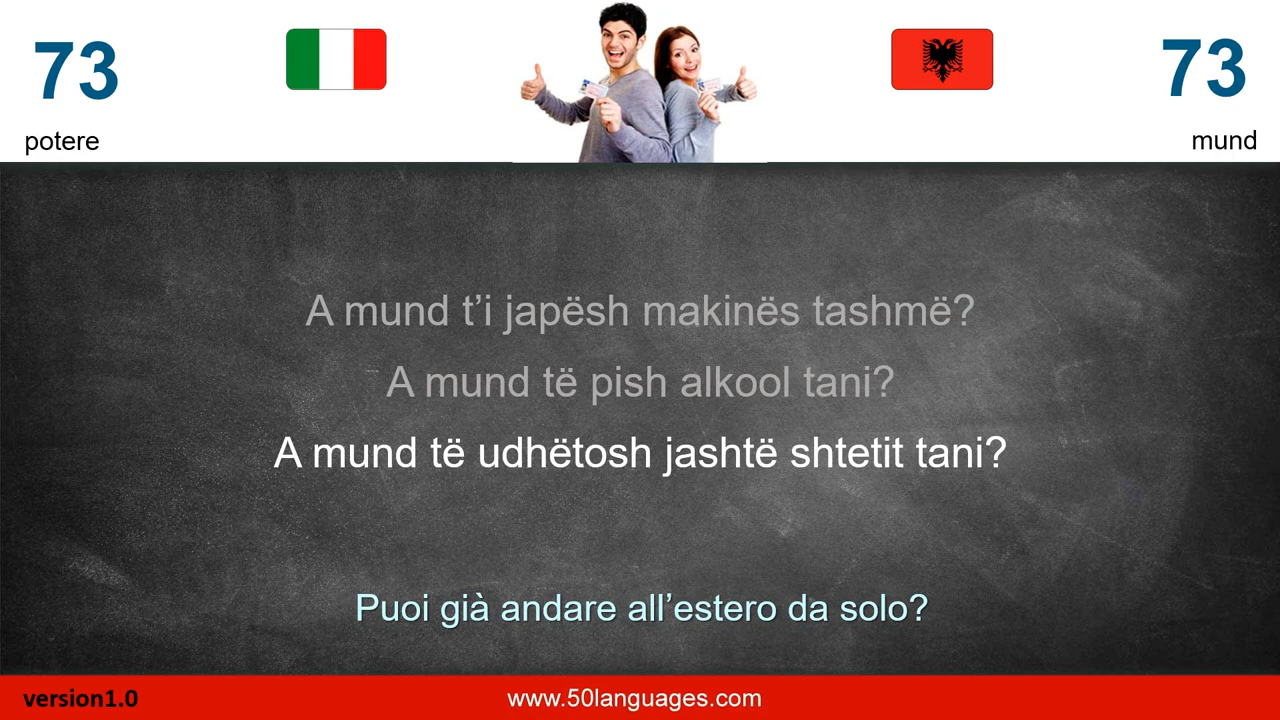 73
73
potere
mund
A mund t’i japësh makinës tashmë?
A mund të pish alkool tani?
A mund të udhëtosh jashtë shtetit tani?
Puoi già andare all’estero da solo?
version1.0
www.50languages.com